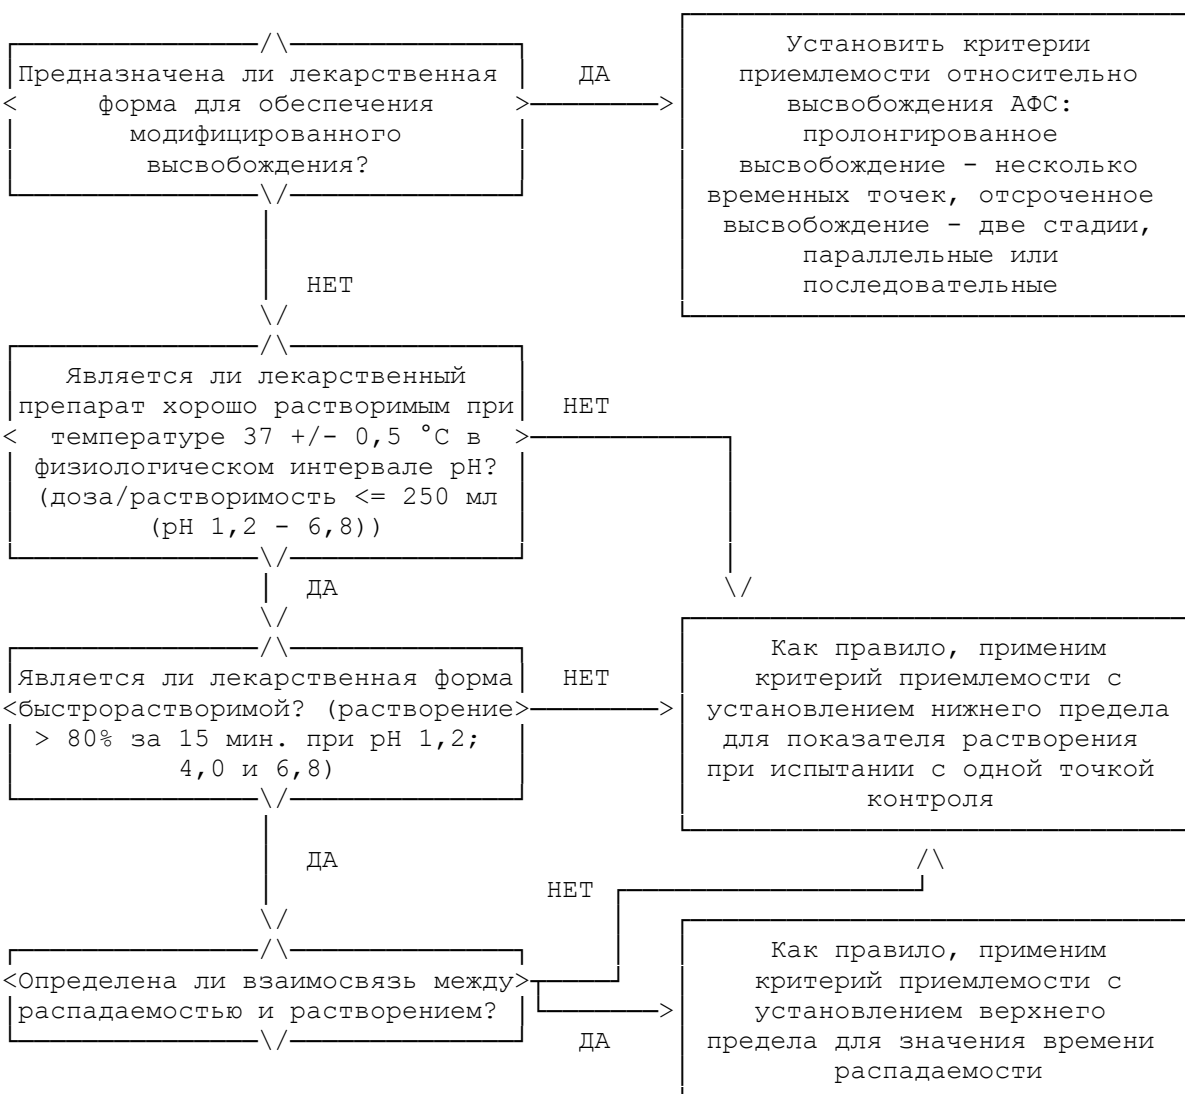 Предназначена ли лекарственная
форма для обеспечения
модифицированного
высвобождения?
ДА
Установить критерии
приемлемости относительно
высвобождения АФС:
пролонгированное
высвобождение - несколько
временных точек, отсроченное
высвобождение - две стадии,
параллельные или
последовательные
НЕТ
Является ли лекарственный
препарат хорошо растворимым при
температуре 37 +/- 0,5 °C в
физиологическом интервале pH?
(доза/растворимость <= 250 мл
(pH 1,2 - 6,8))
НЕТ
ДА
Является ли лекарственная форма
быстрорастворимой? (растворение
> 80% за 15 мин. при pH 1,2;
4,0 и 6,8)
НЕТ
Как правило, применим
критерий приемлемости с
установлением нижнего предела
для показателя растворения
при испытании с одной точкой
контроля
ДА
НЕТ
Определена ли взаимосвязь между
распадаемостью и растворением?
ДА
Как правило, применим
критерий приемлемости с
установлением верхнего
предела для значения времени
распадаемости